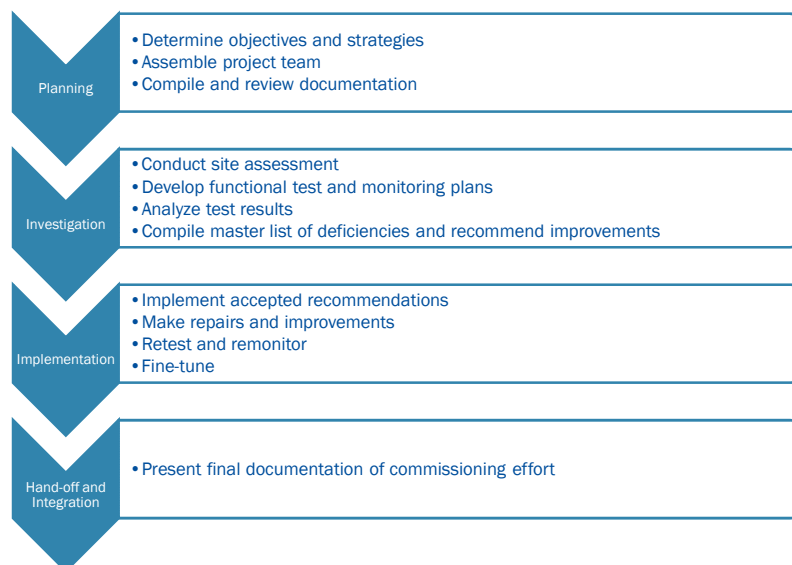 Planning
•Determine objectives and strategies
•Assemble project team
•Compile and review documentation
Investigation
•Conduct site assessment
•Develop functional test and monitoring plans
•Analyze test results
•Compile master list of deficiencies and recommend improvements
Implementation
•Implement accepted recommendations
•Make repairs and improvements
•Retest and remonitor
•Fine-tune
Hand-off and
Integration
•Present final documentation of commissioning effort